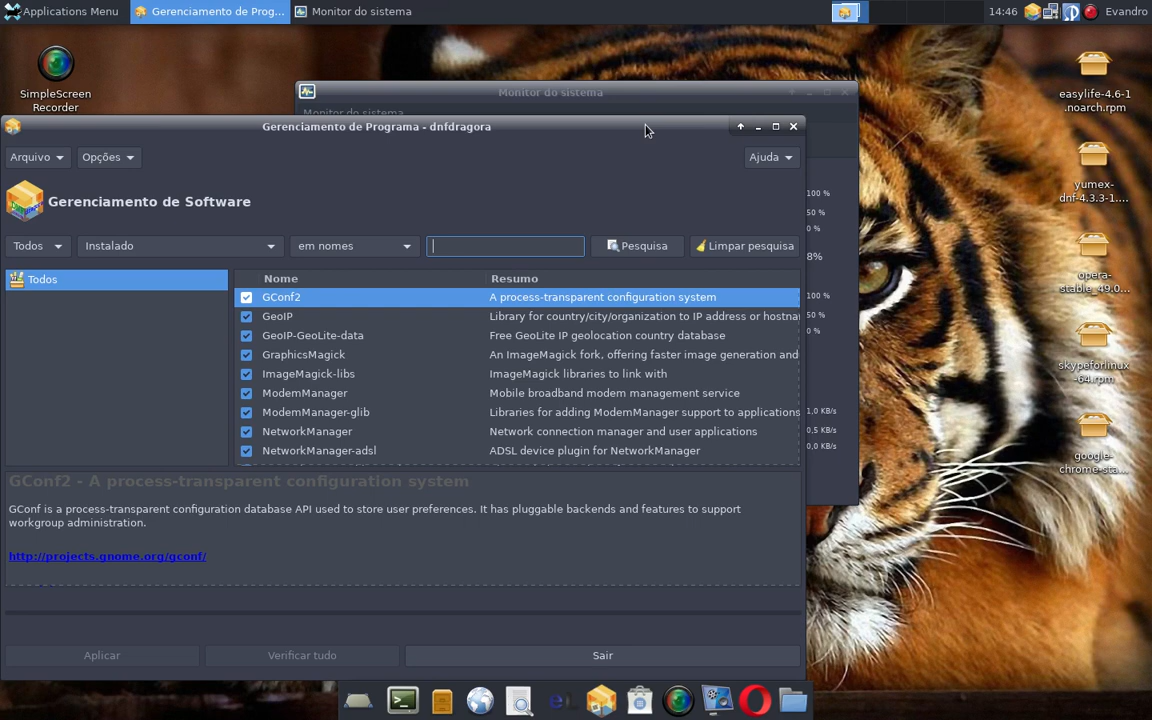 Applications Menu
Gerenciamento de Prog...
Monitor do sistema
14:46
Evandro
SimpleScreen
Recorder
easylife-4.6-1
.noarch.rpm
yumex-
dnf-4.3.3-1....
opera-
stable_49.0...
skypeforlinux
-64.rpm
google-
chrome-sta...
Monitor do sistema
Monitor do sistema
100 %
50 %
0 %
8%
100 %
50 %
0 %
1,0 KB/s
0,5 KB/s
0,0 KB/s
Gerenciamento de Programa - dnfdragora
Arquivo
Opções
Ajuda
Gerenciamento de Software
Todos
Instalado
em nomes
Pesquisa
Limpar pesquisa
Todos
Nome Resumo
GConf2 A process-transparent configuration system
GeoIP Library for country/city/organization to IP address or hostna
GeoIP-GeoLite-data Free GeoLite IP geolocation country database
GraphicsMagick An ImageMagick fork, offering faster image generation and
ImageMagick-libs ImageMagick libraries to link with
ModemManager Mobile broadband modem management service
ModemManager-glib Libraries for adding ModemManager support to applications
NetworkManager Network connection manager and user applications
NetworkManager-adsl ADSL device plugin for NetworkManager
GConf2 - A process-transparent configuration system
GConf is a process-transparent configuration database API used to store user preferences. It has pluggable backends and features to support
workgroup administration.
http://projects.gnome.org/gconf/
Aplicar
Verificar tudo
Sair